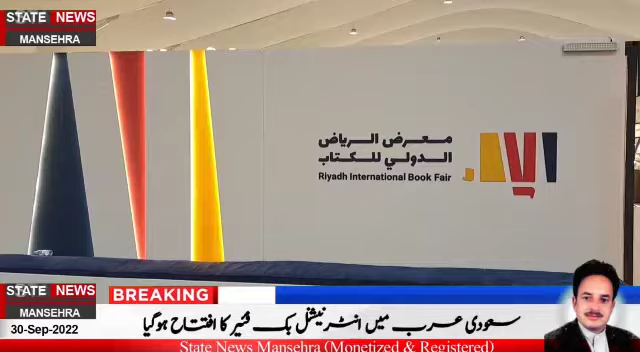 STATE NEWS
MANSEHRA
معرض الرياض
الدولي للكتاب
Riyadh International Book Fair
STATE NEWS
MANSEHRA
30-Sep-2022
BREAKING
سعودی عرب میں انٹرنیشنل بک فئیر کا افتتاح ہوگیا
State News Mansehra (Monetized & Registered)